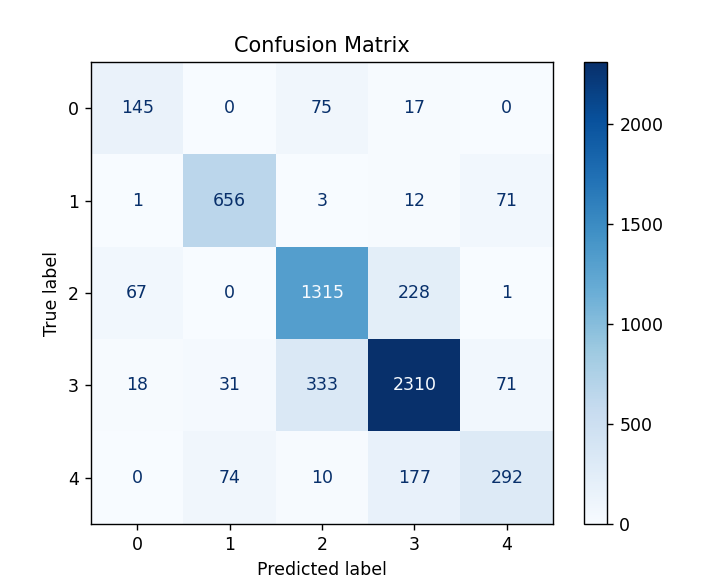 Confusion Matrix
0 145 0 75 17 0
1 1 656 3 12 71
2 67 0 1315 228 1
3 18 31 333 2310 71
4 0 74 10 177 292
0 1 2 3 4
Predicted label
True label
2000
1500
1000
500
0